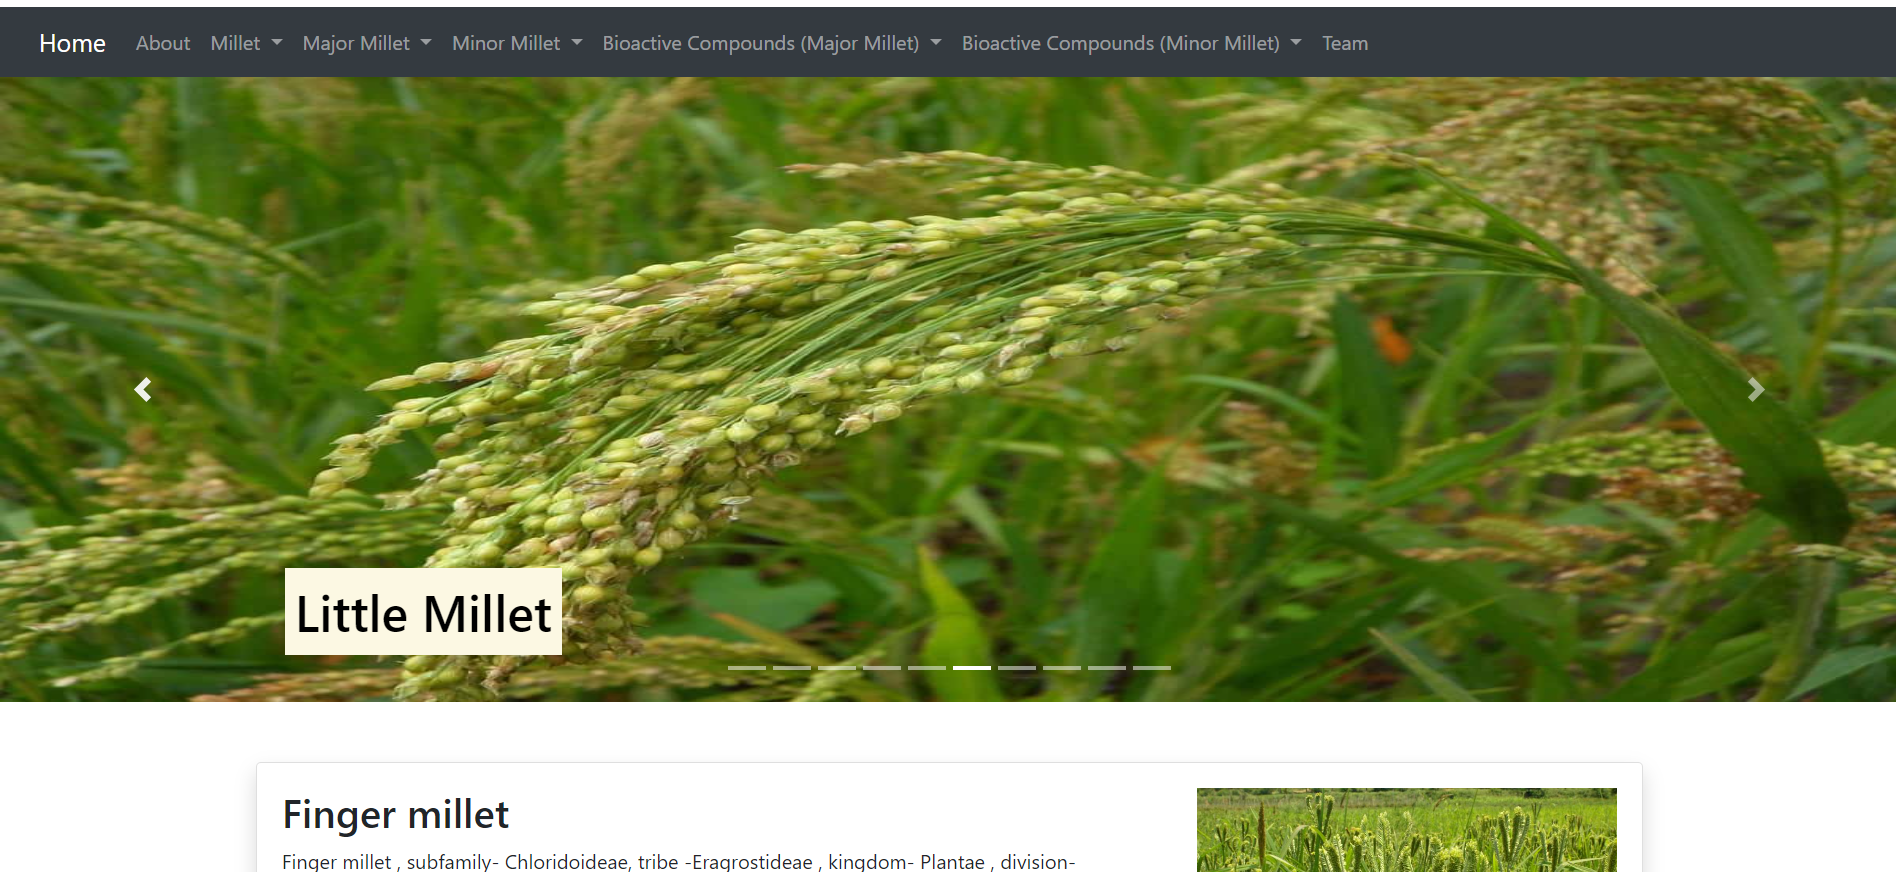 Home About Millet Major Millet Minor Millet Bioactive Compounds (Major Millet) Bioactive Compounds (Minor Millet) Team
Little Millet
Finger millet
Finger millet , subfamily- Chloridoideae, tribe -Eragrostideae , kingdom- Plantae , division-